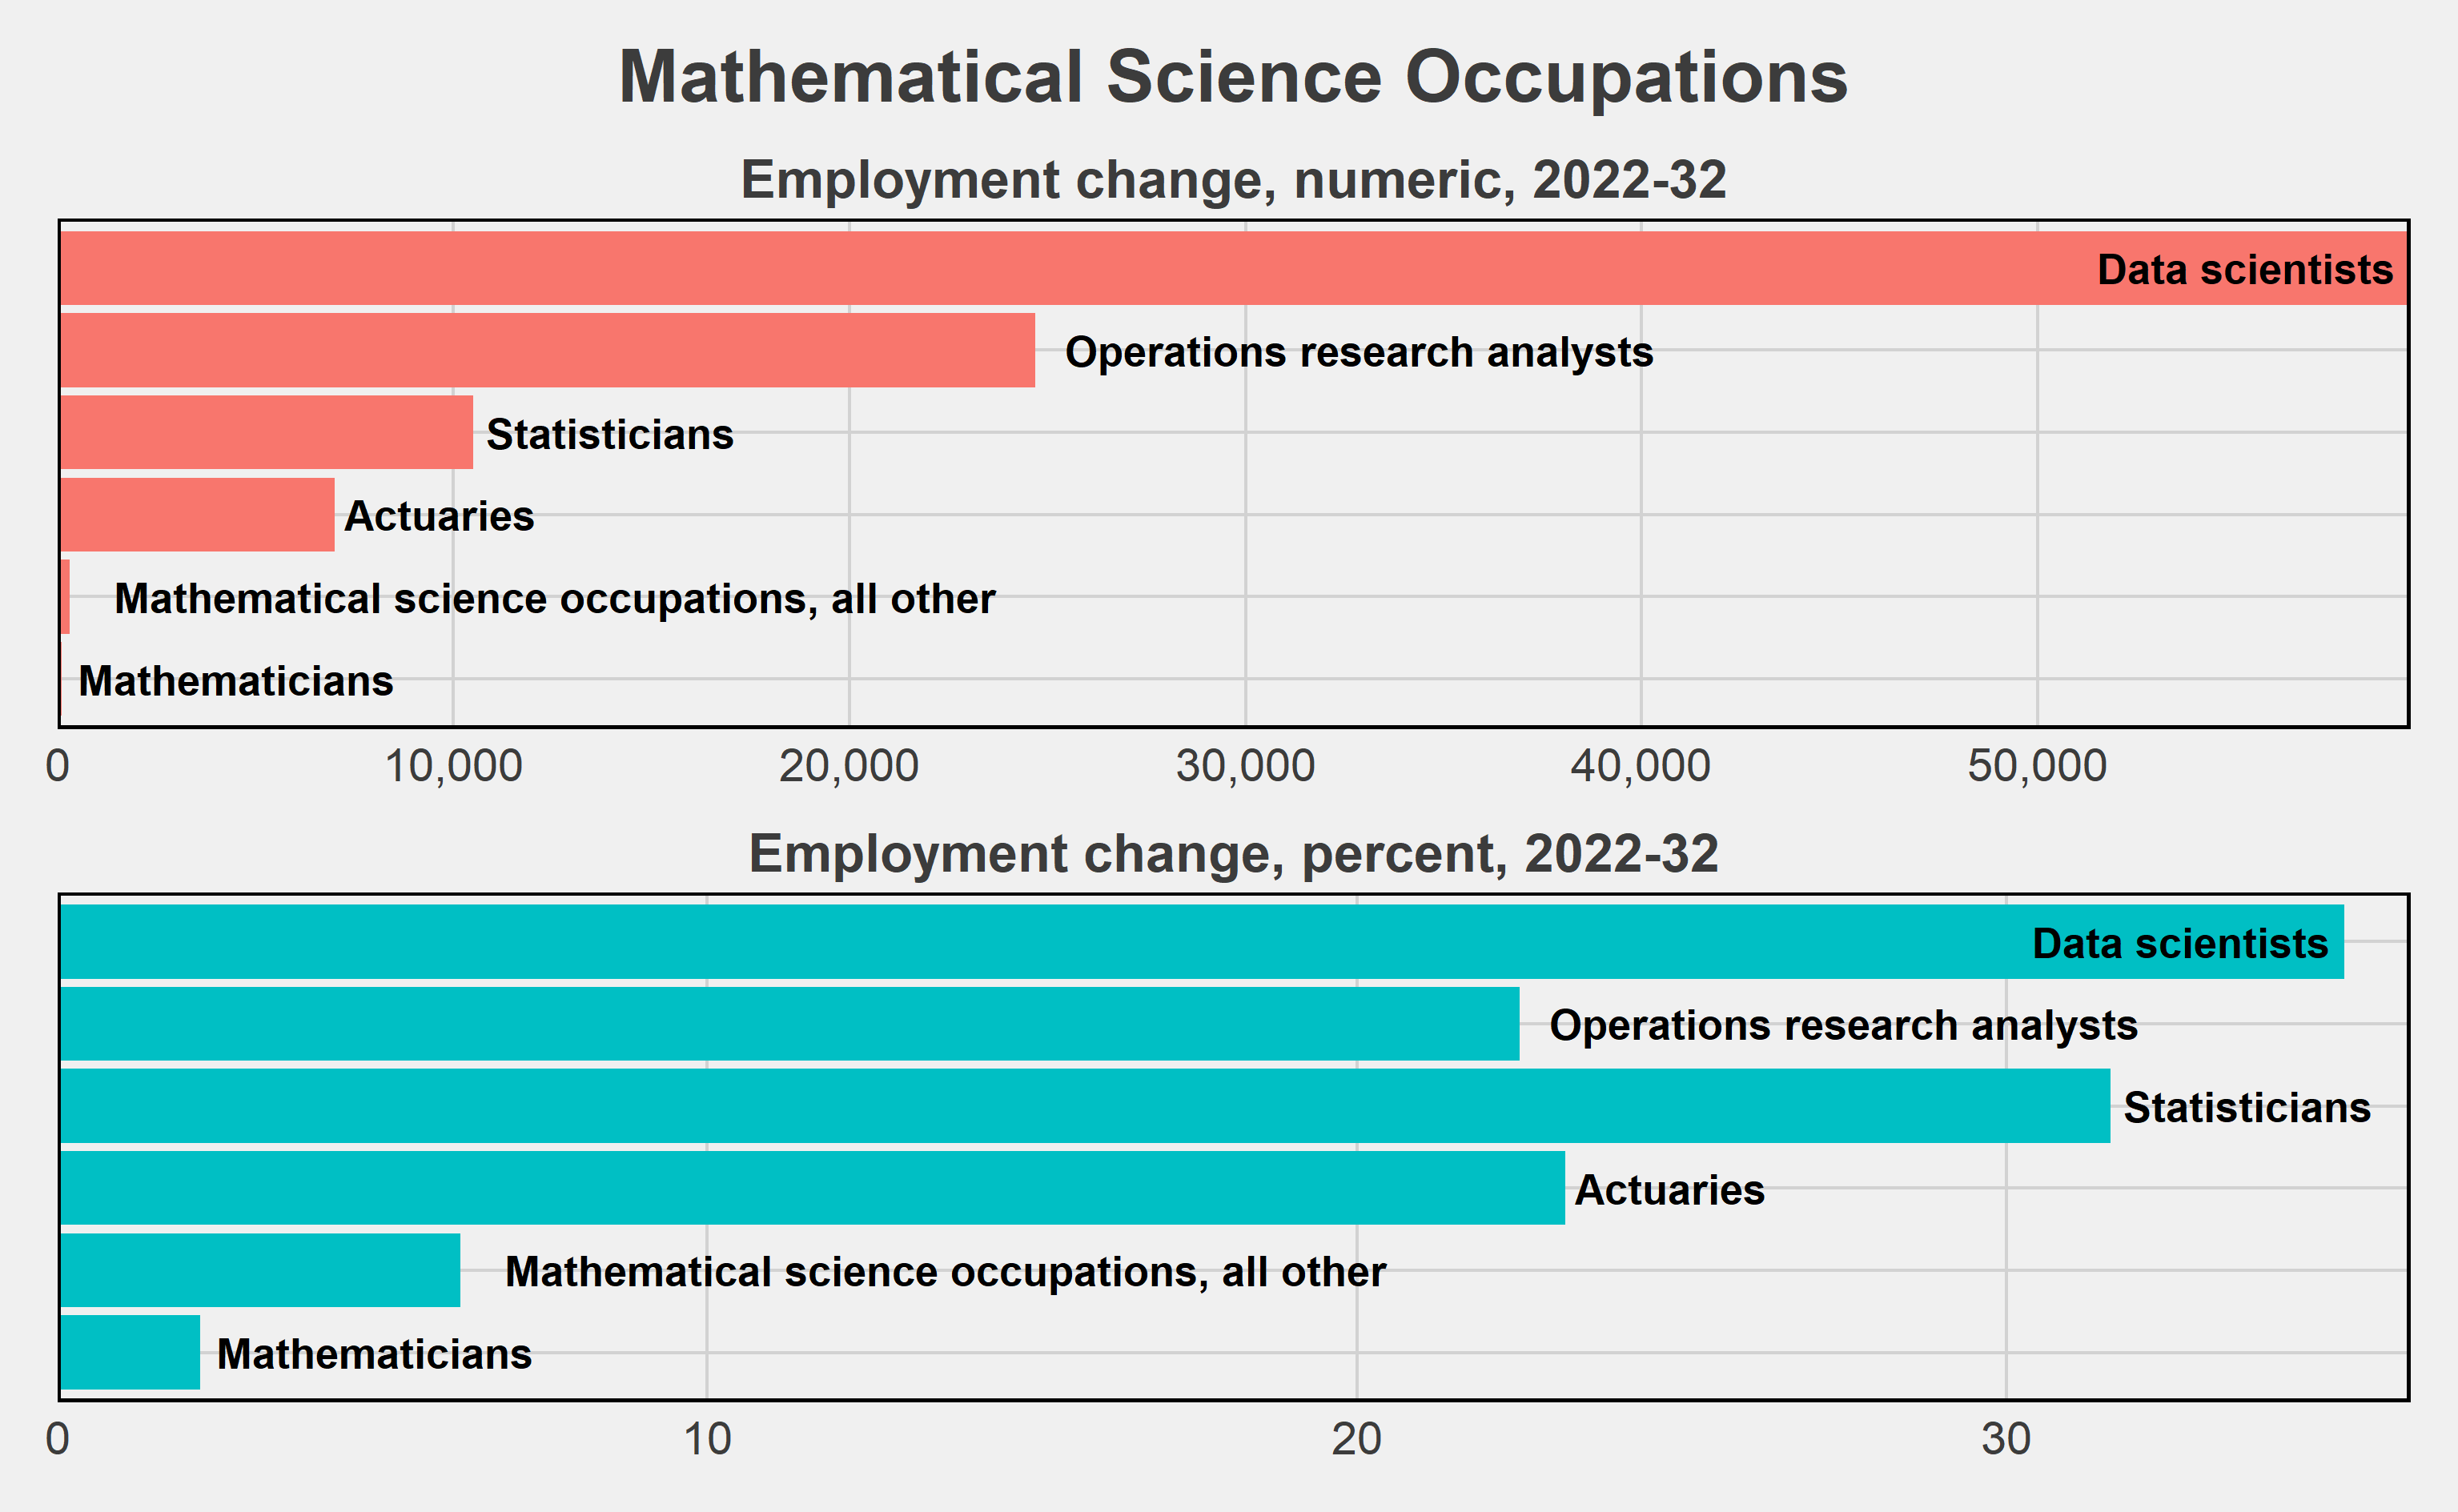 Mathematical Science Occupations
Employment change, numeric, 2022-32
Data scientists
Operations research analysts
Statisticians
Actuaries
Mathematical science occupations, all other
Mathematicians
0 10,000 20,000 30,000 40,000 50,000
Employment change, percent, 2022-32
Data scientists
Operations research analysts
Statisticians
Actuaries
Mathematical science occupations, all other
Mathematicians
0 10 20 30